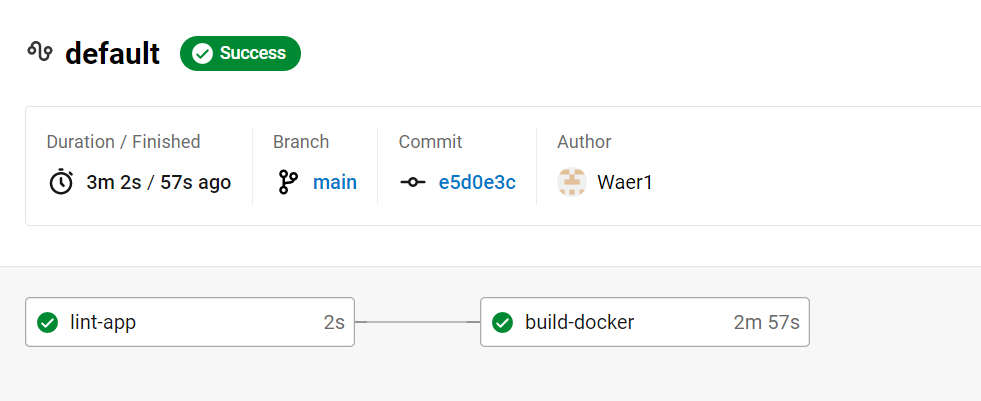 default Success
Duration / Finished Branch Commit Author
3m 2s / 57s ago main e5d0e3c Waer1
lint-app 2s build-docker 2m 57s